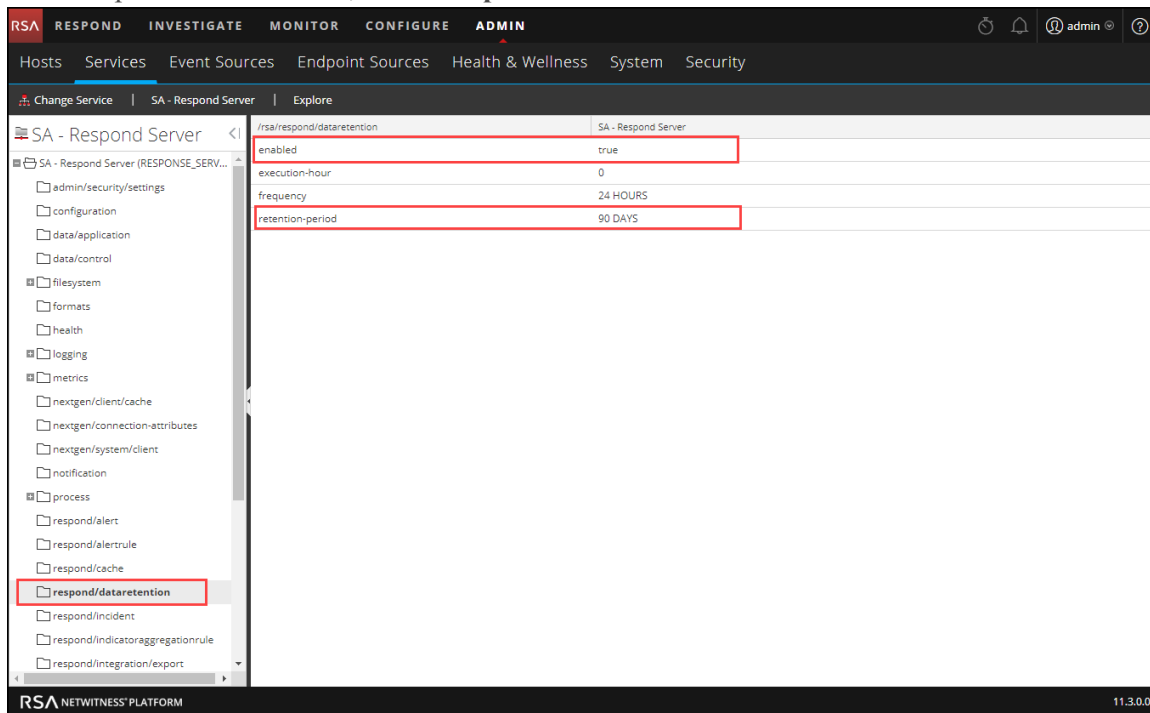 RSA RESPOND INVESTIGATE MONITOR CONFIGURE ADMIN admin ?
Hosts Services Event Sources Endpoint Sources Health & Wellness System Security
Change Service | SA - Respond Server | Explore
SA - Respond Server
SA - Respond Server (RESPONSE_SERV...
admin/security/settings
configuration
data/application
data/control
filesystem
formats
health
logging
metrics
nextgen/client/cache
nextgen/connection-attributes
nextgen/system/client
notification
process
respond/alert
respond/alertrule
respond/cache
respond/dataretention
respond/incident
respond/indicatoraggregationrule
respond/integration/export
/rsa/respond/dataretention SA - Respond Server
enabled true
execution-hour 0
frequency 24 HOURS
retention-period 90 DAYS
RSA NETWITNESS® PLATFORM 11.3.0.0